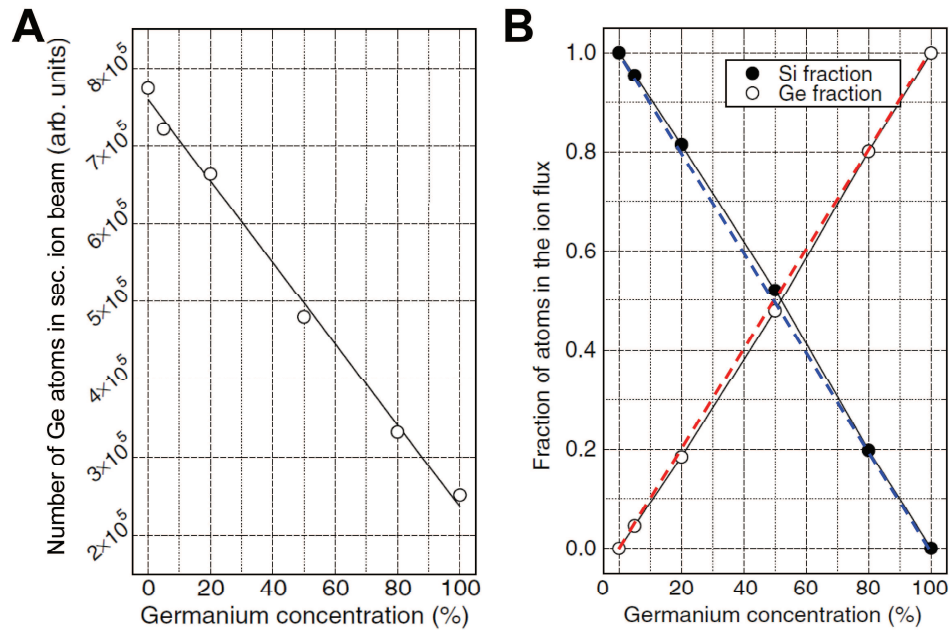 A
Number of Ge atoms in sec. ion beam (arb. units)
8×10⁵
7×10⁵
6×10⁵
5×10⁵
4×10⁵
3×10⁵
2×10⁵
0 20 40 60 80 100
Germanium concentration (%)
B
Fraction of atoms in the ion flux
1.0
0.8
0.6
0.4
0.2
0.0
Si fraction
Ge fraction
0 20 40 60 80 100
Germanium concentration (%)